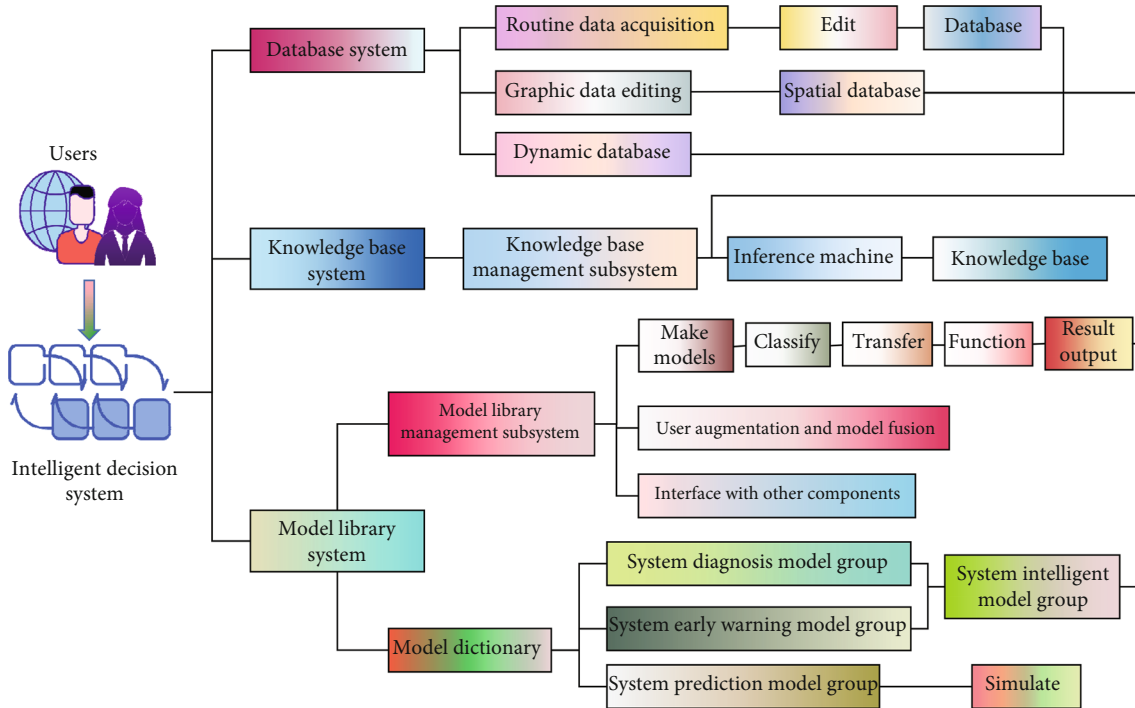 Users
Intelligent decision
system
Database system
Routine data acquisition
Edit
Database
Graphic data editing
Spatial database
Dynamic database
Knowledge base
system
Knowledge base
management subsystem
Inference machine
Knowledge base
Model library
system
Model library
management subsystem
Make
models
Classify
Transfer
Function
Result
output
User augmentation and model fusion
Interface with other components
Model dictionary
System diagnosis model group
System early warning model group
System intelligent
model group
System prediction model group
Simulate